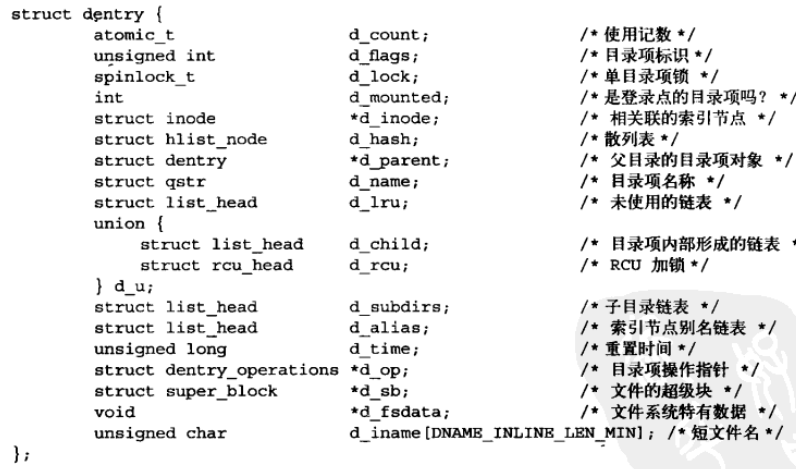 struct dentry {
atomic_t d_count; /* 使用记数 */
unsigned int d_flags; /* 目录项标识 */
spinlock_t d_lock; /* 单目录项锁 */
int d_mounted; /* 是登录点的目录项吗? */
struct inode *d_inode; /* 相关联的索引节点 */
struct hlist_node d_hash; /* 散列表 */
struct dentry *d_parent; /* 父目录的目录项对象 */
struct qstr d_name; /* 目录项名称 */
struct list_head d_lru; /* 未使用的链表 */
union {
struct list_head d_child; /* 目录项内部形成的链表 *
struct rcu_head d_rcu; /* RCU 加锁 */
} d_u;
struct list_head d_subdirs; /* 子目录链表 */
struct list_head d_alias; /* 索引节点别名链表 */
unsigned long d_time; /* 重置时间 */
struct dentry_operations *d_op; /* 目录项操作指针 */
struct super_block *d_sb; /* 文件的超级块 */
void *d_fsdata; /* 文件系统特有数据 */
unsigned char d_iname[DNAME_INLINE_LEN_MIN]; /* 短文件名 */
};